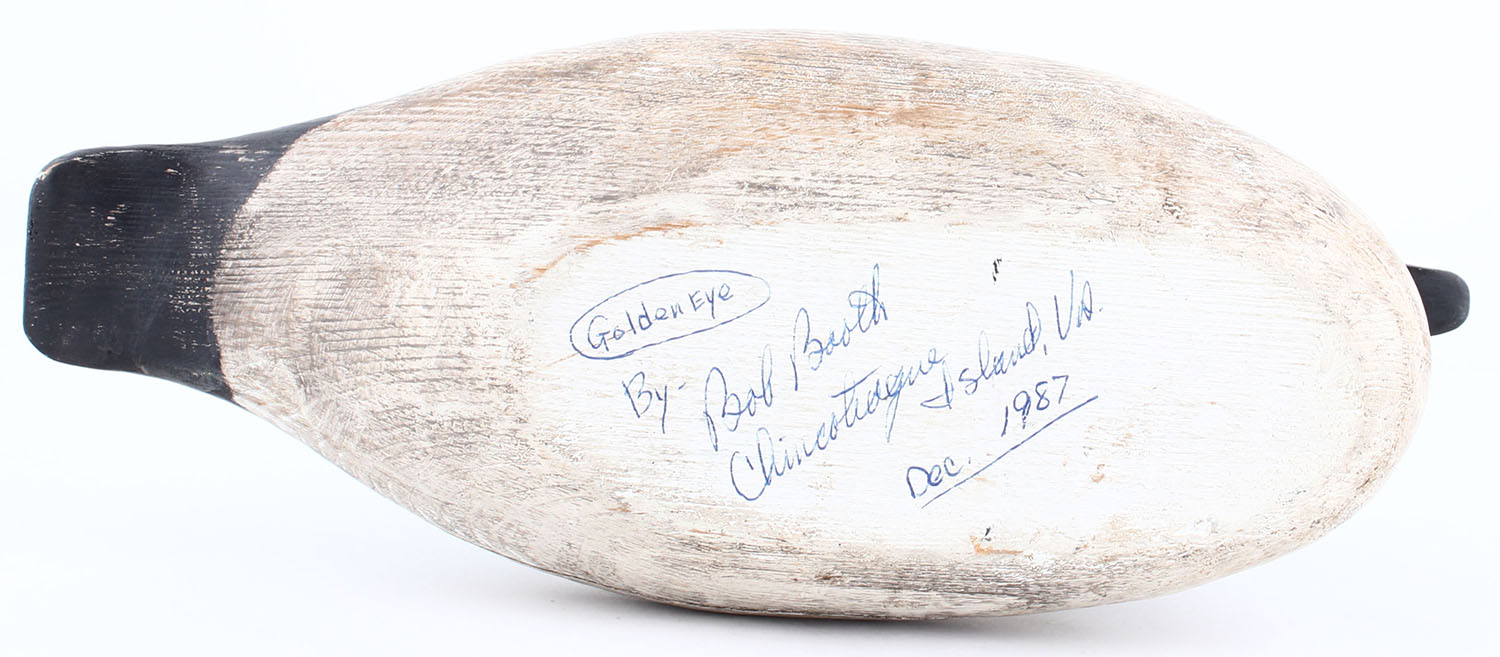 Golden Eye
By- Bob Booth
Chincoteague Island, Va.
Dec. 1987